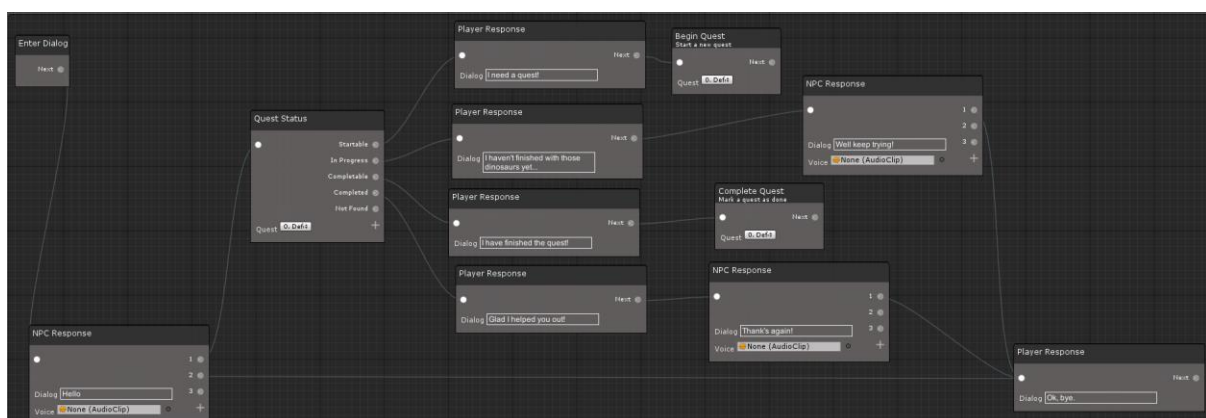 Enter Dialog
Next
NPC Response
1
2
3
Dialog Hello
Voice None (AudioClip)
Quest Status
Startable
In Progress
Completable
Completed
Not Found
Quest 0. Def
Player Response
Next
Dialog I need a quest!
Player Response
Next
Dialog I haven't finished with those
dinosaurs yet...
Player Response
Next
Dialog I have finished the quest!
Player Response
Next
Dialog Glad I helped you out!
Begin Quest
Start a new quest
Next
Quest 0. Def
NPC Response
1
2
3
Dialog Well keep trying!
Voice None (AudioClip)
Complete Quest
Mark a quest as done
Next
Quest 0. Def
NPC Response
1
2
3
Dialog Thank's again!
Voice None (AudioClip)
Player Response
Next
Dialog Ok, bye.